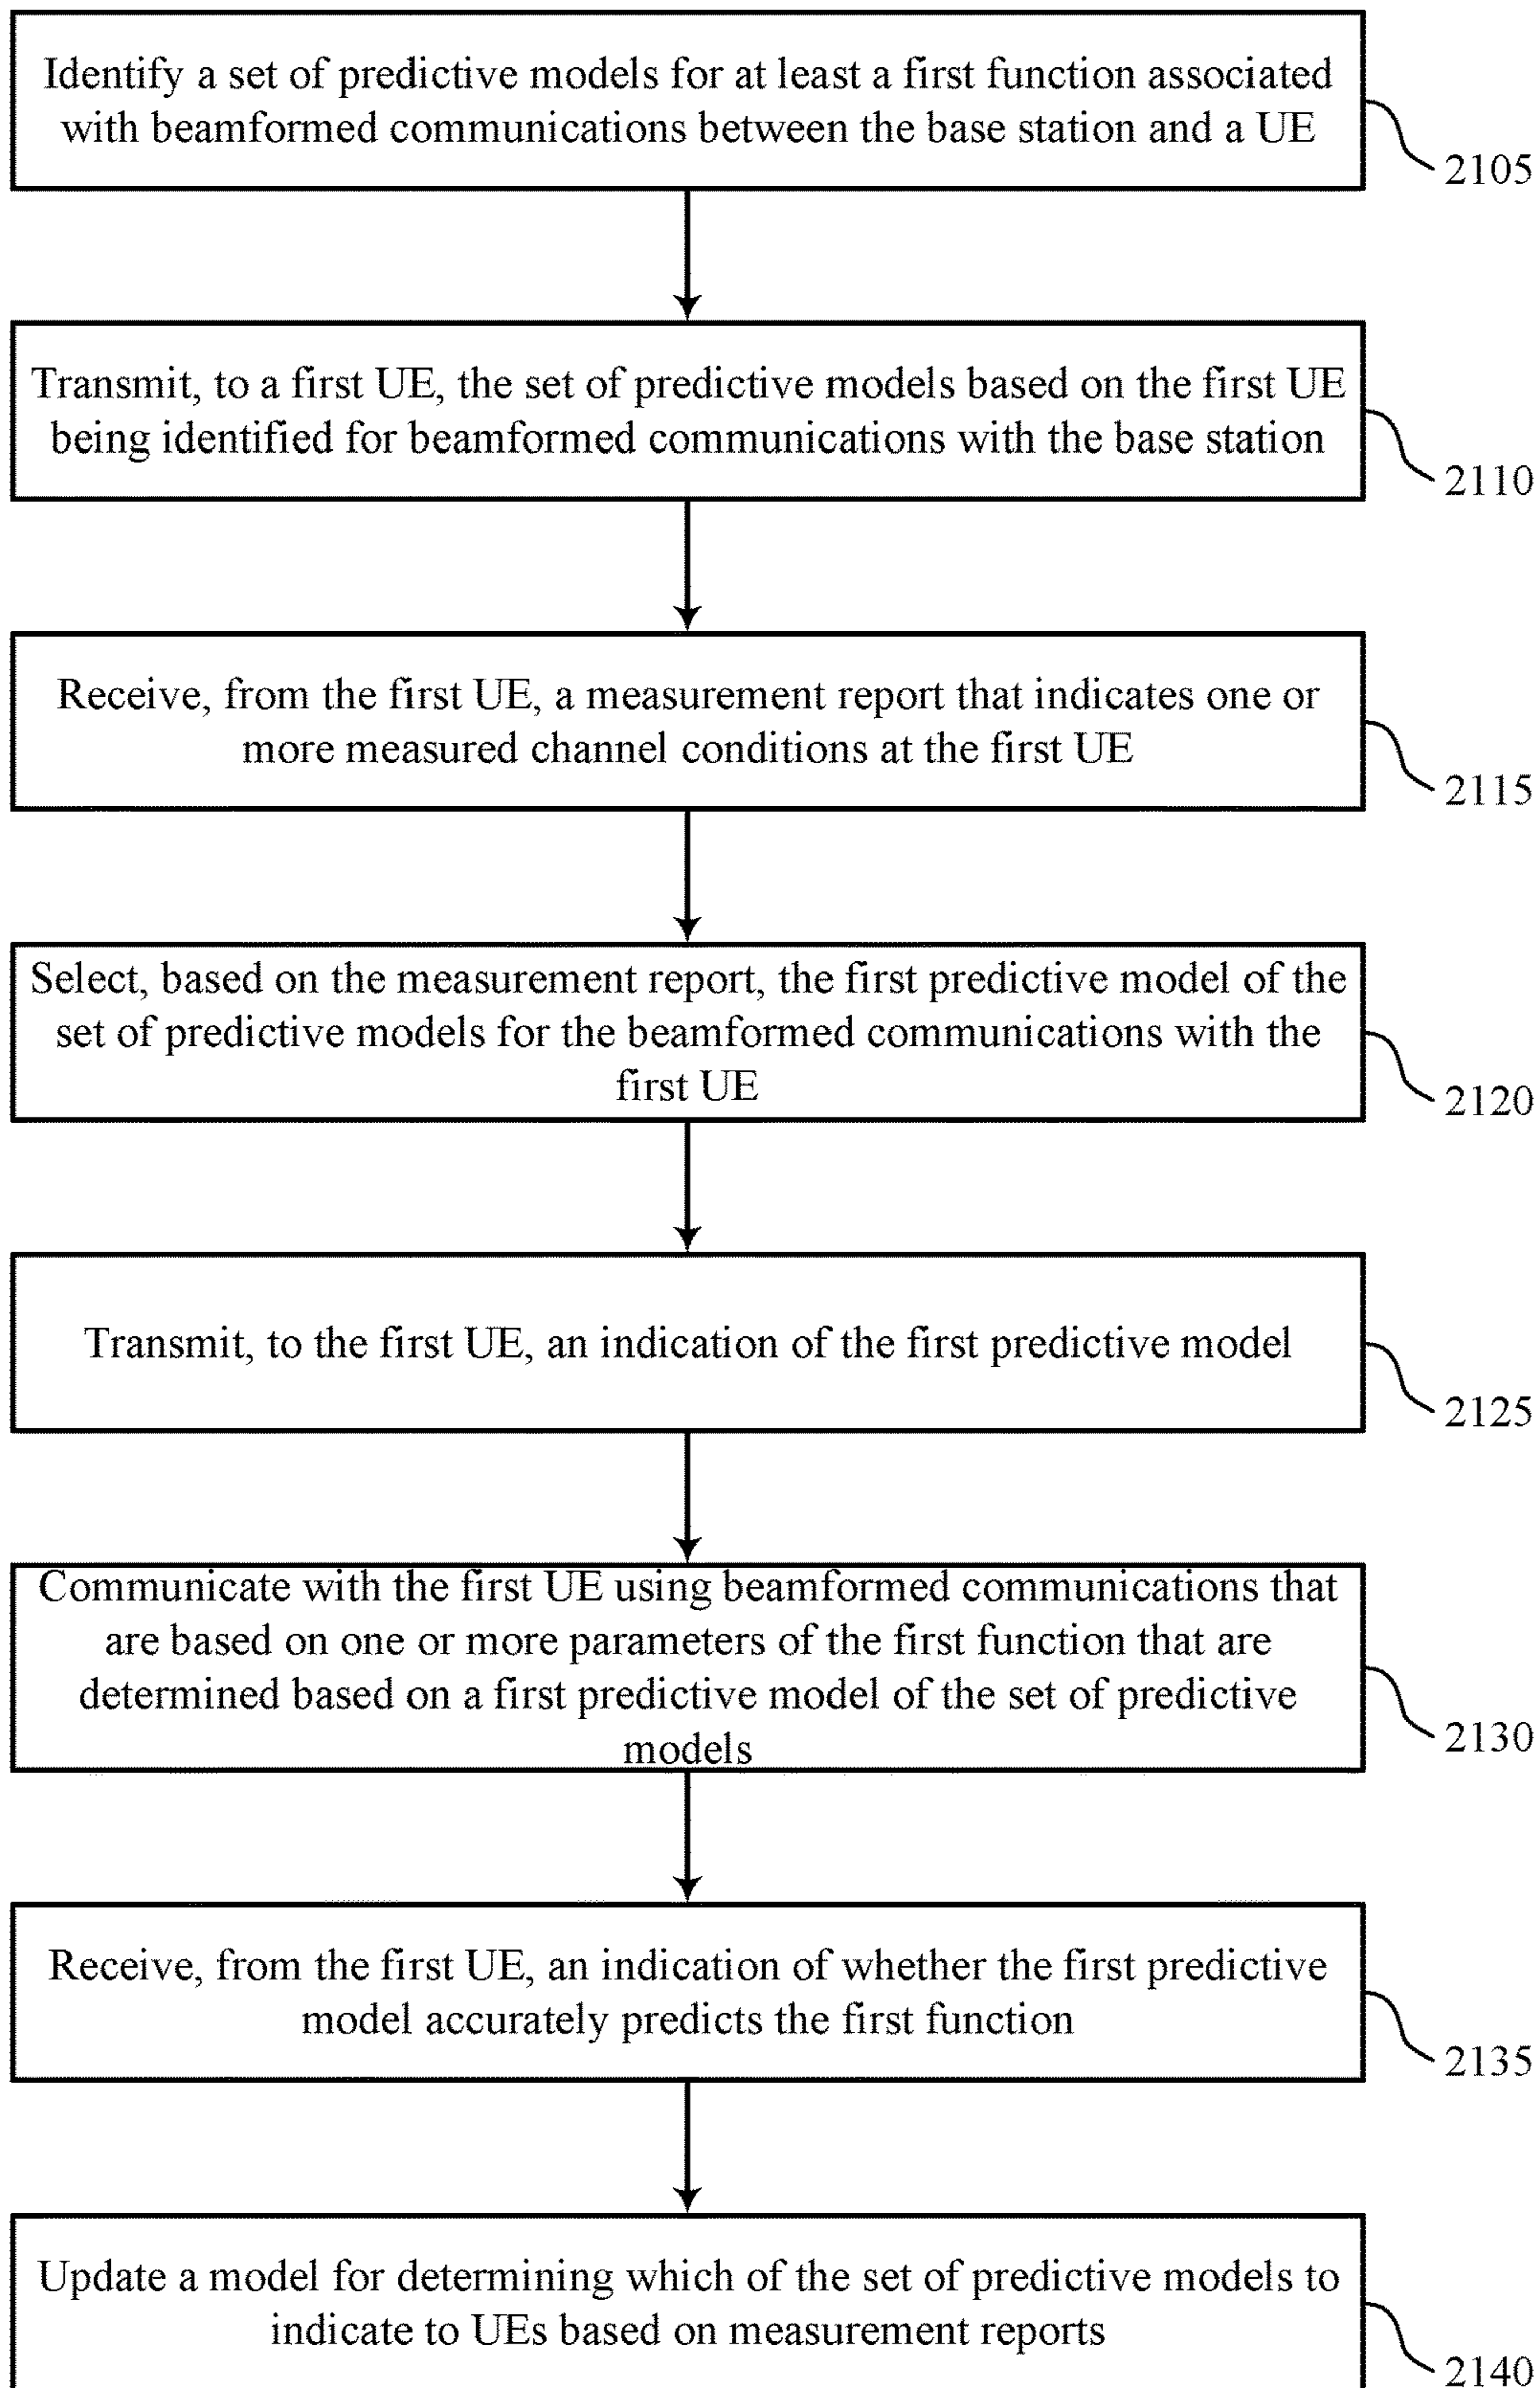 Identify a set of predictive models for at least a first function associated
with beamformed communications between the base station and a UE
2105
Transmit, to a first UE, the set of predictive models based on the first UE
being identified for beamformed communications with the base station
2110
Receive, from the first UE, a measurement report that indicates one or
more measured channel conditions at the first UE
2115
Select, based on the measurement report, the first predictive model of the
set of predictive models for the beamformed communications with the
first UE
2120
Transmit, to the first UE, an indication of the first predictive model
2125
Communicate with the first UE using beamformed communications that
are based on one or more parameters of the first function that are
determined based on a first predictive model of the set of predictive
models
2130
Receive, from the first UE, an indication of whether the first predictive
model accurately predicts the first function
2135
Update a model for determining which of the set of predictive models to
indicate to UEs based on measurement reports
2140